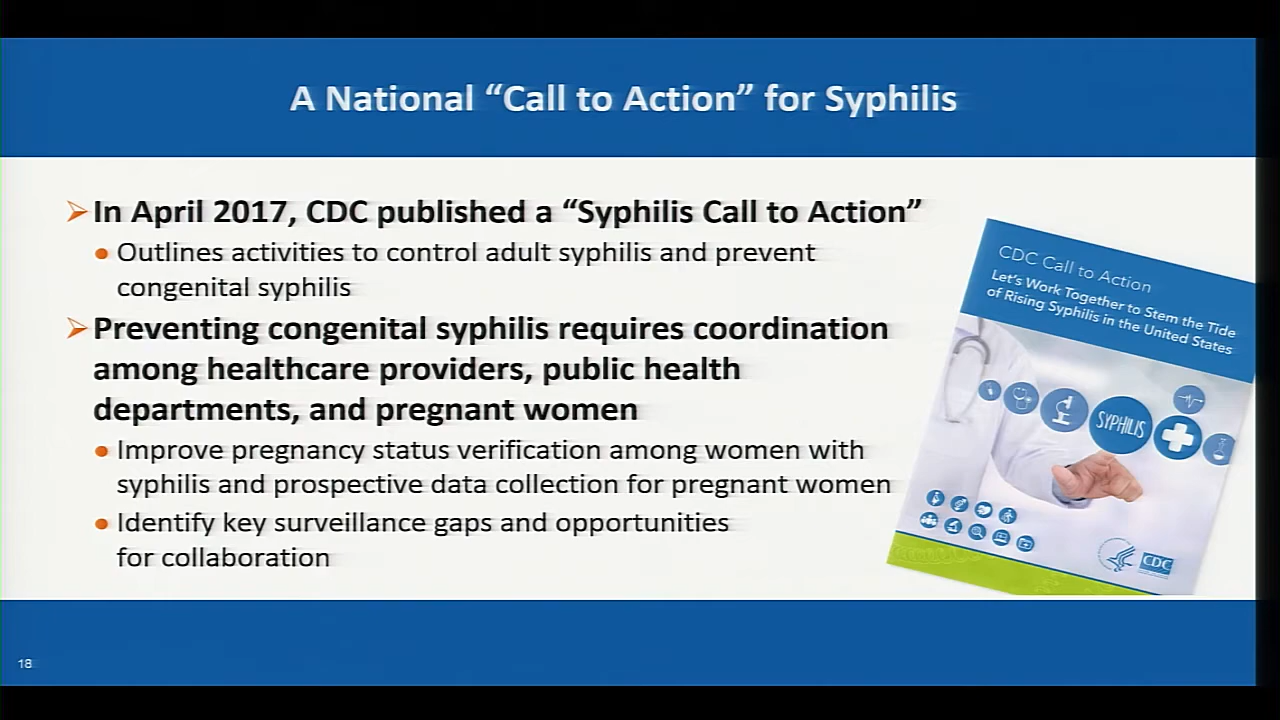 A National “Call to Action” for Syphilis
In April 2017, CDC published a “Syphilis Call to Action”
Outlines activities to control adult syphilis and prevent
congenital syphilis
Preventing congenital syphilis requires coordination
among healthcare providers, public health
departments, and pregnant women
Improve pregnancy status verification among women with
syphilis and prospective data collection for pregnant women
Identify key surveillance gaps and opportunities
for collaboration
CDC Call to Action
Let’s Work Together to Stem the Tide
of Rising Syphilis in the United States
SYPHILIS
CDC
18